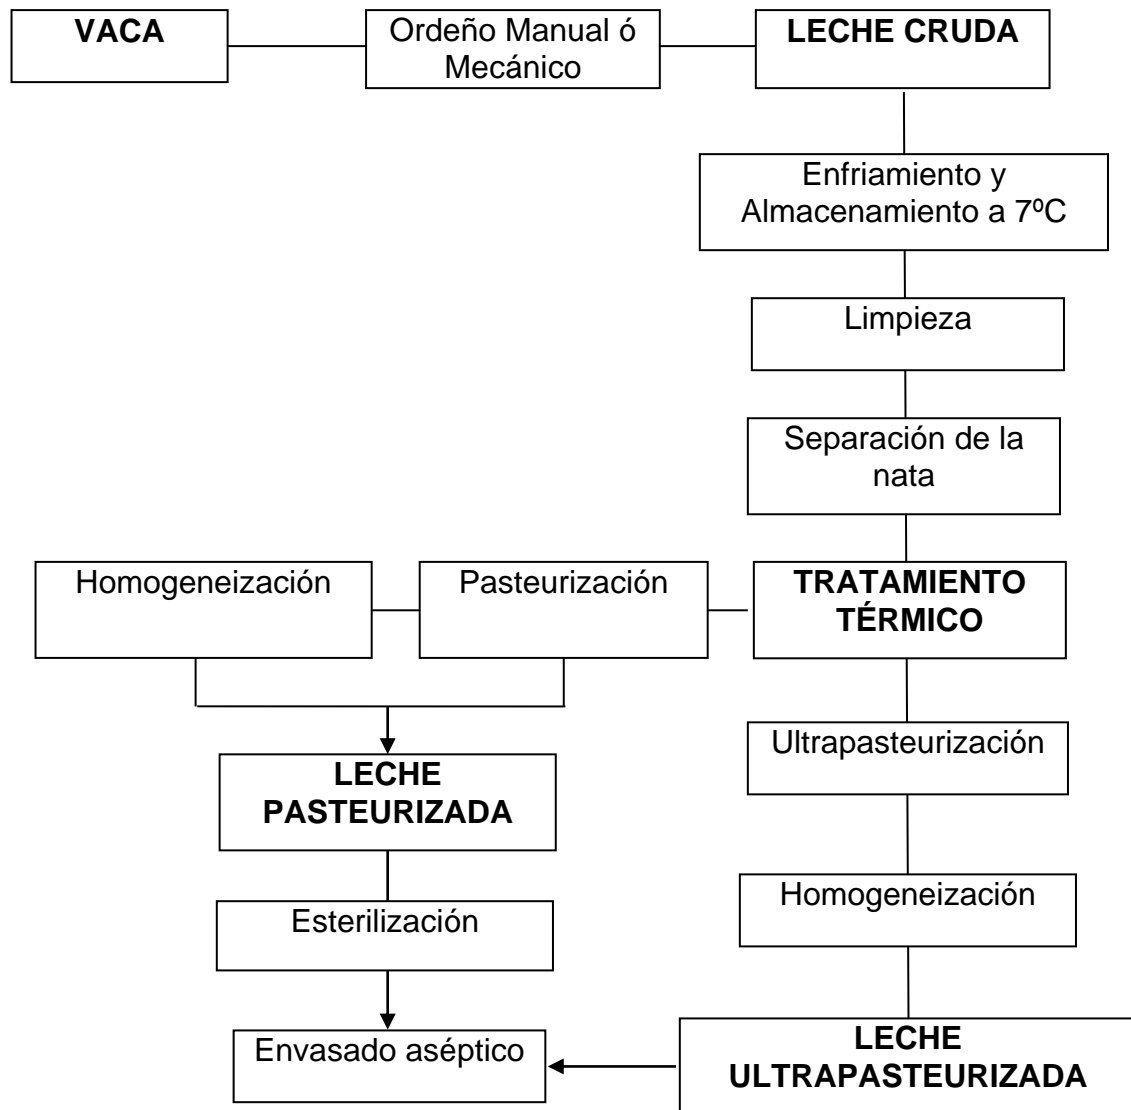 VACA
Ordeño Manual ó
Mecánico
LECHE CRUDA
Enfriamiento y
Almacenamiento a 7ºC
Limpieza
Separación de la
nata
Homogeneización
Pasteurización
TRATAMIENTO
TÉRMICO
Ultrapasteurización
LECHE
PASTEURIZADA
Homogeneización
Esterilización
Envasado aséptico
LECHE
ULTRAPASTEURIZADA